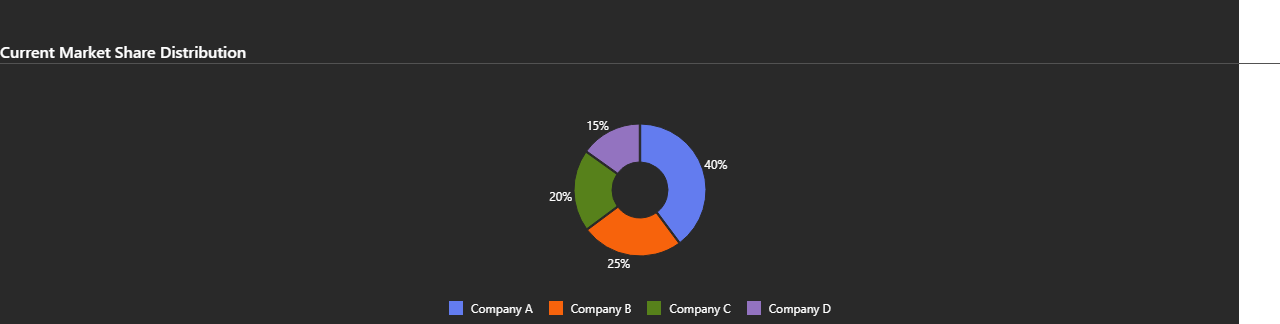 Current Market Share Distribution
15%
40%
20%
25%
Company A Company B Company C Company D